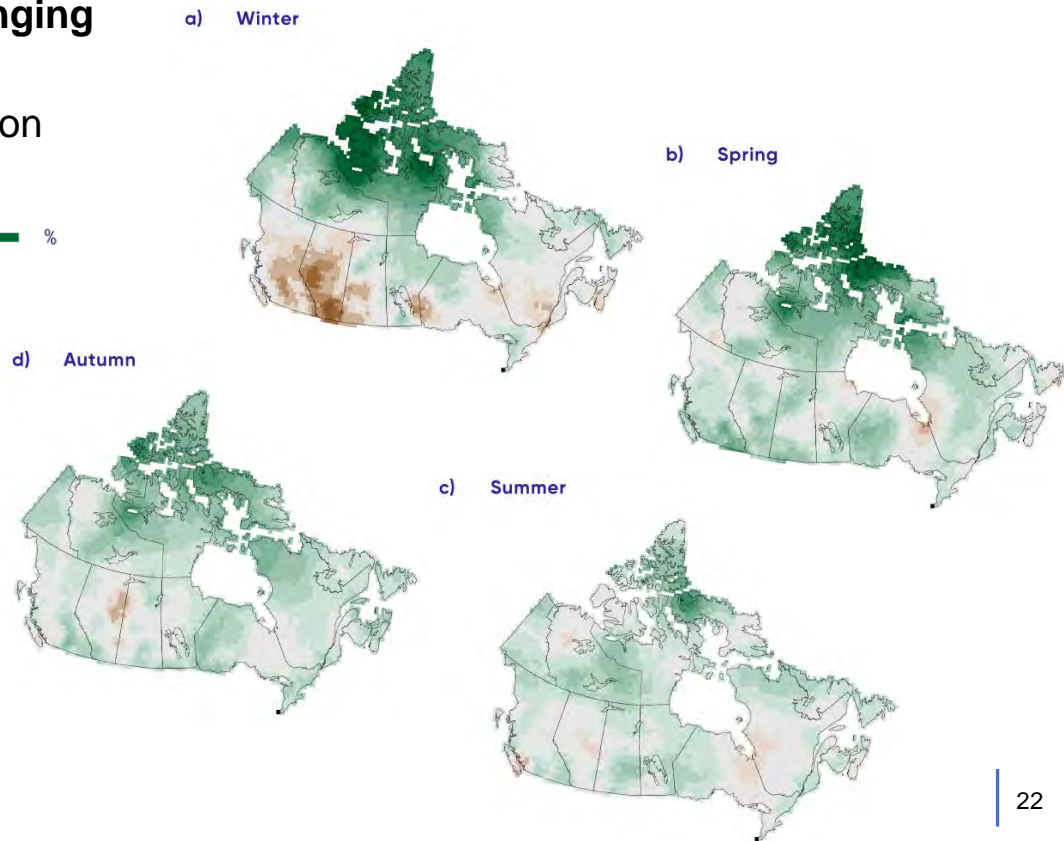 nging
on
%
a) Winter
b) Spring
d) Autumn
c) Summer
22